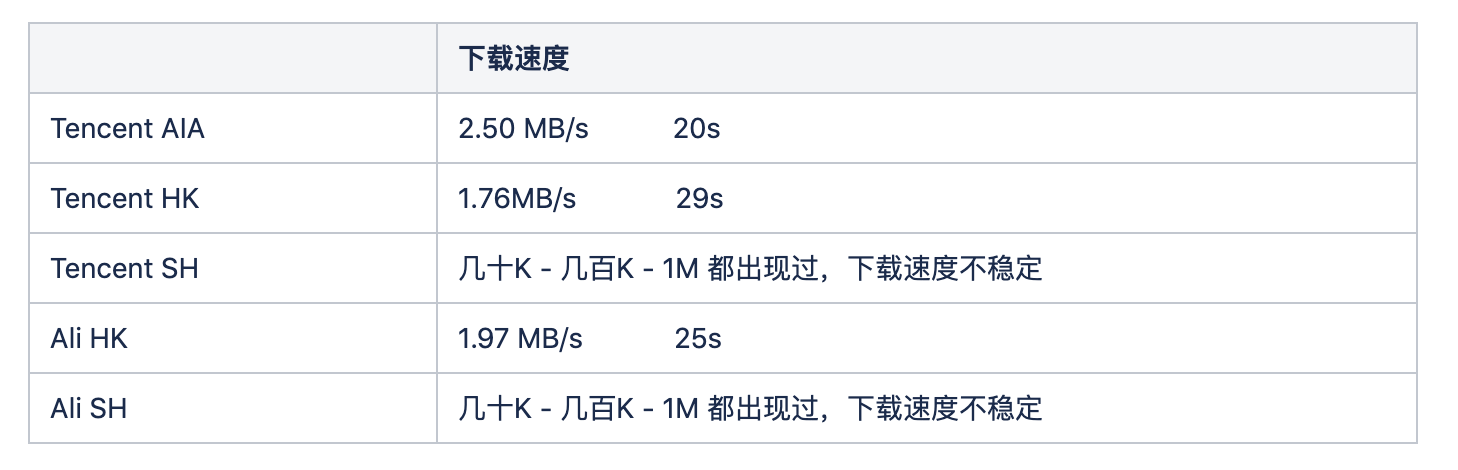 下载速度
Tencent AIA 2.50 MB/s 20s
Tencent HK 1.76MB/s 29s
Tencent SH 几十K - 几百K - 1M 都出现过，下载速度不稳定
Ali HK 1.97 MB/s 25s
Ali SH 几十K - 几百K - 1M 都出现过，下载速度不稳定